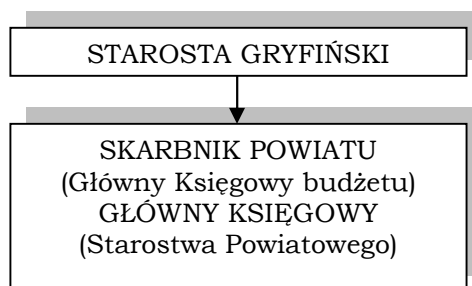 STAROSTA GRYFIŃSKI
SKARBNIK POWIATU
(Główny Księgowy budżetu)
GŁÓWNY KSIĘGOWY
(Starostwa Powiatowego)